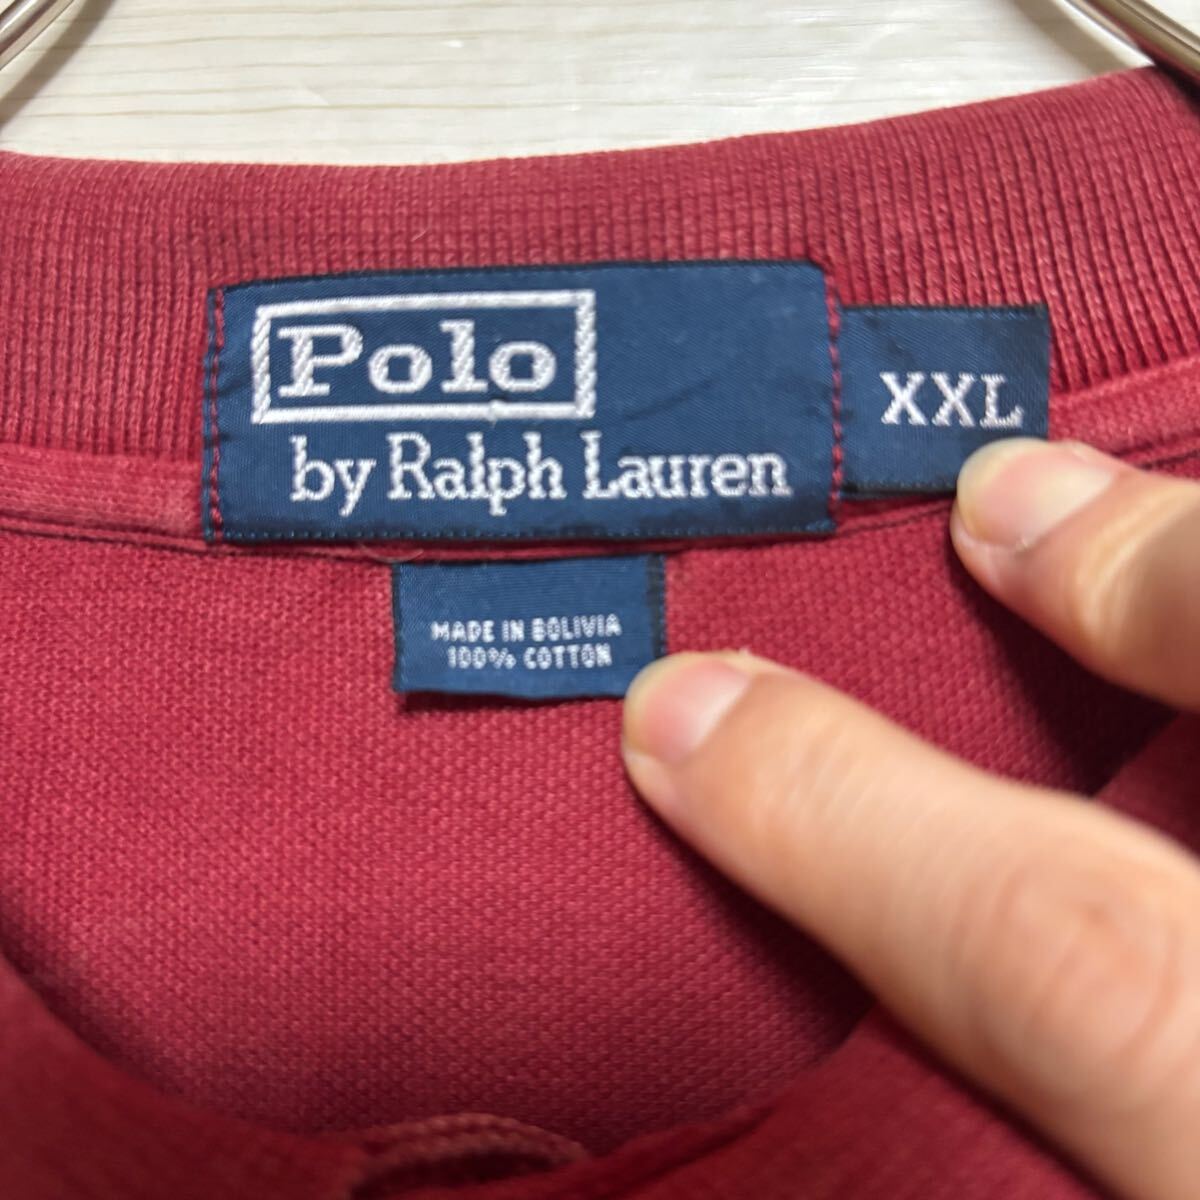 Polo
by Ralph Lauren
XXL
MADE IN BOLIVIA
100% COTTON